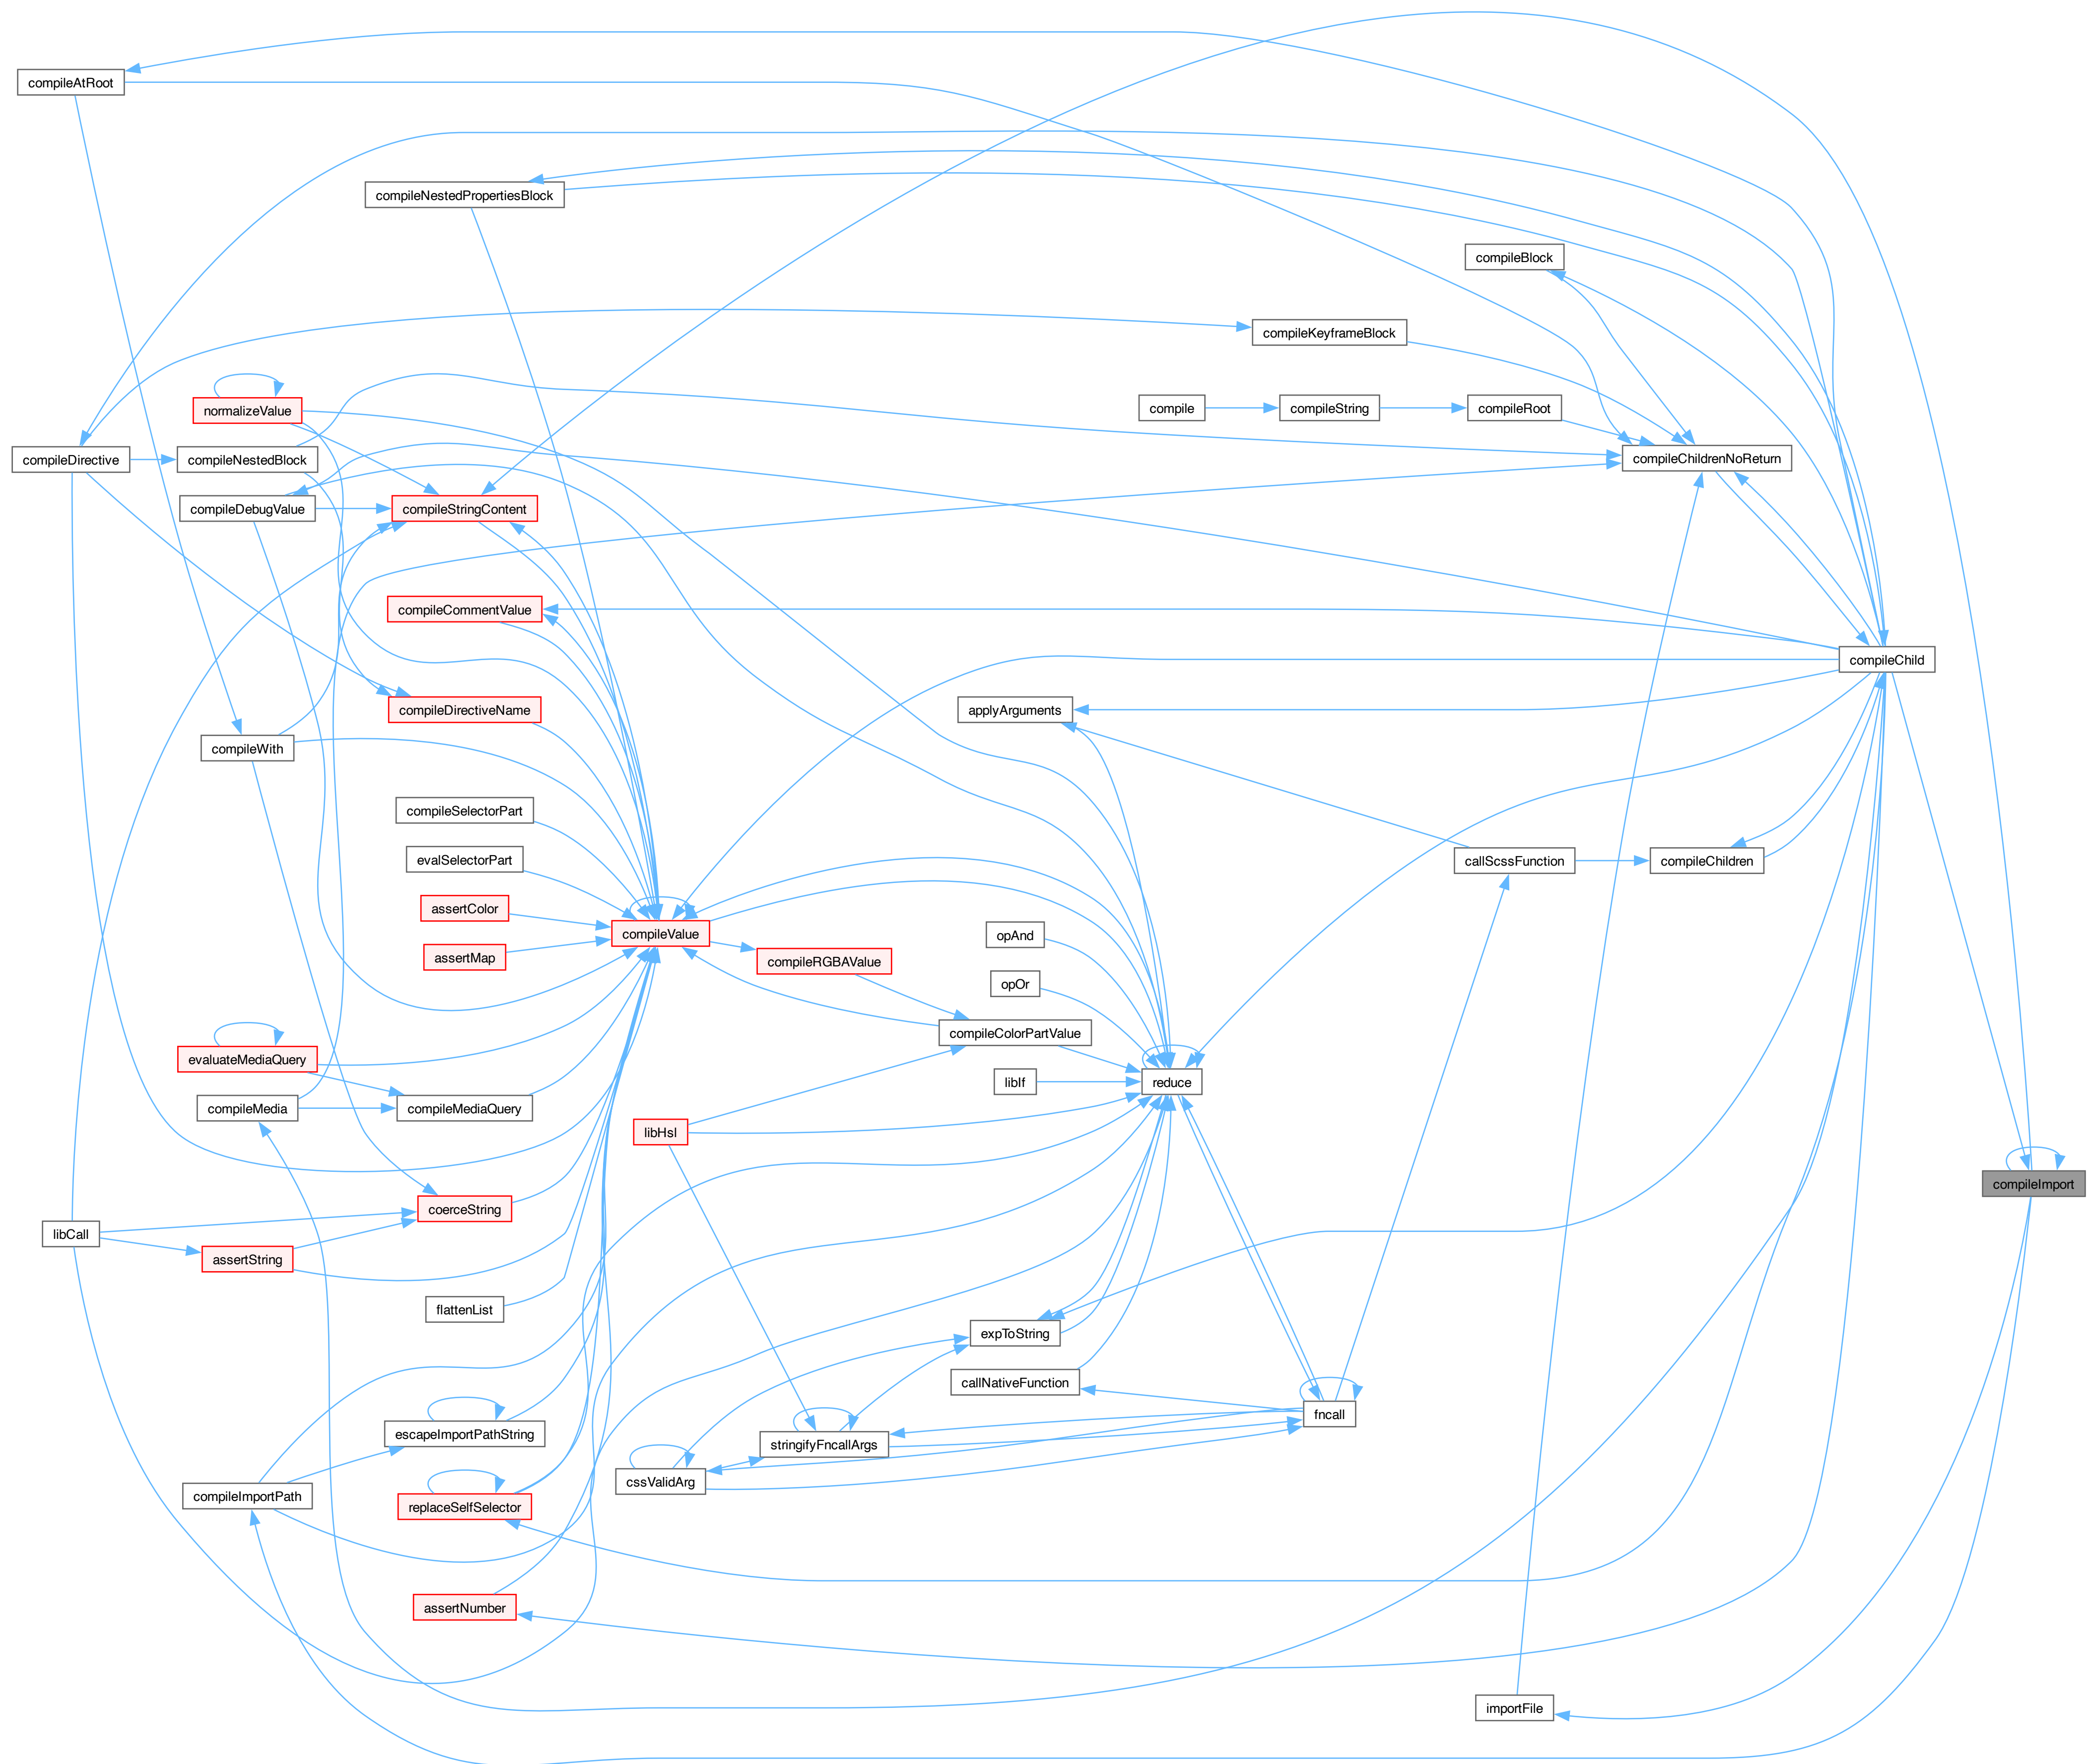 compileAtRoot
compileNestedPropertiesBlock
compileBlock
compileKeyframeBlock
normalizeValue
compile
compileString
compileRoot
compileDirective
compileNestedBlock
compileChildrenNoReturn
compileDebugValue
compileStringContent
compileCommentValue
compileChild
compileDirectiveName
applyArguments
compileWith
compileSelectorPart
evalSelectorPart
callScssFunction
compileChildren
assertColor
compileValue
opAnd
assertMap
compileRGBAValue
opOr
compileColorPartValue
evaluateMediaQuery
libIf
reduce
compileMedia
compileMediaQuery
libHsl
compileImport
coerceString
libCall
assertString
flattenList
expToString
callNativeFunction
fncall
escapeImportPathString
stringifyFncallArgs
cssValidArg
compileImportPath
replaceSelfSelector
assertNumber
importFile